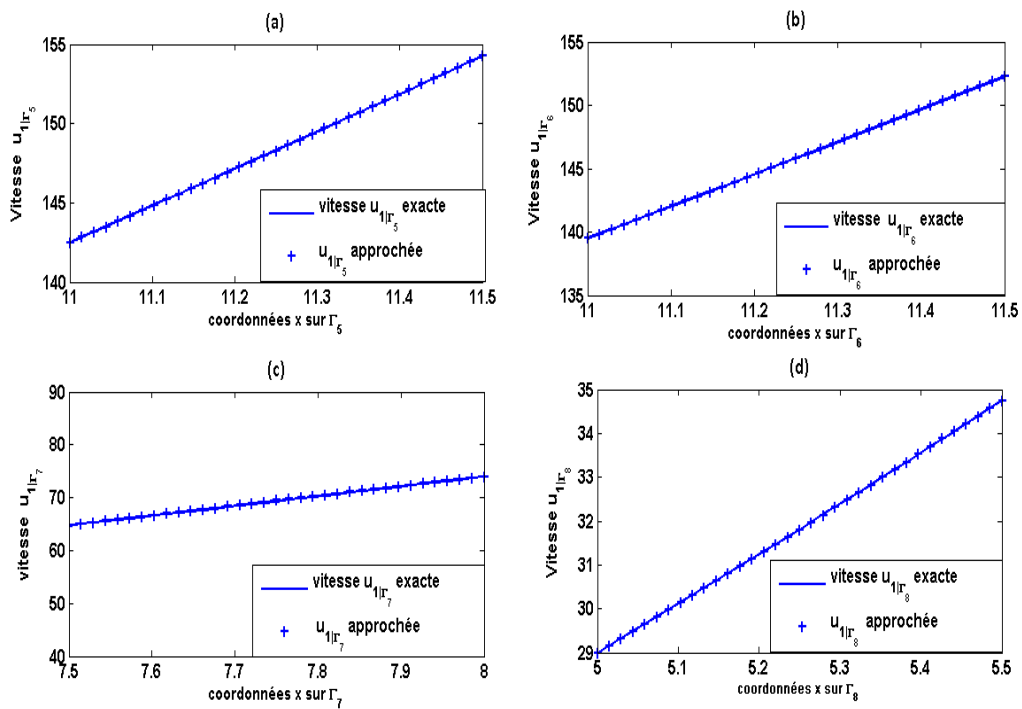 (a)
155
150
145
140
Vitesse u1|Γ5
vitesse u1|Γ5 exacte
u1|Γ5 approchée
11 11.1 11.2 11.3 11.4 11.5
coordonnées x sur Γ5
(b)
155
150
145
140
135
Vitesse u1|Γ6
vitesse u1|Γ6 exacte
u1|Γ6 approchée
11 11.1 11.2 11.3 11.4 11.5
coordonnées x sur Γ6
(c)
90
80
70
60
50
40
vitesse u1|Γ7
vitesse u1|Γ7 exacte
u1|Γ7 approchée
7.5 7.6 7.7 7.8 7.9 8
coordonnées x sur Γ7
(d)
35
34
33
32
31
30
29
Vitesse u1|Γ8
vitesse u1|Γ8 exacte
u1|Γ8 approchée
5 5.1 5.2 5.3 5.4 5.5
coordonnées x sur Γ8